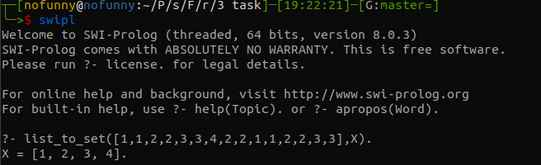 [nofunny@nofunny:~/P/s/F/r/3 task]─[19:22:21]─[G:master=]
>$ swipl
Welcome to SWI-Prolog (threaded, 64 bits, version 8.0.3)
SWI-Prolog comes with ABSOLUTELY NO WARRANTY. This is free software.
Please run ?- license. for legal details.
For online help and background, visit http://www.swi-prolog.org
For built-in help, use ?- help(Topic). or ?- apropos(Word).
?- list_to_set([1,1,2,2,3,3,4,2,2,1,1,2,2,3,3],X).
X = [1, 2, 3, 4].